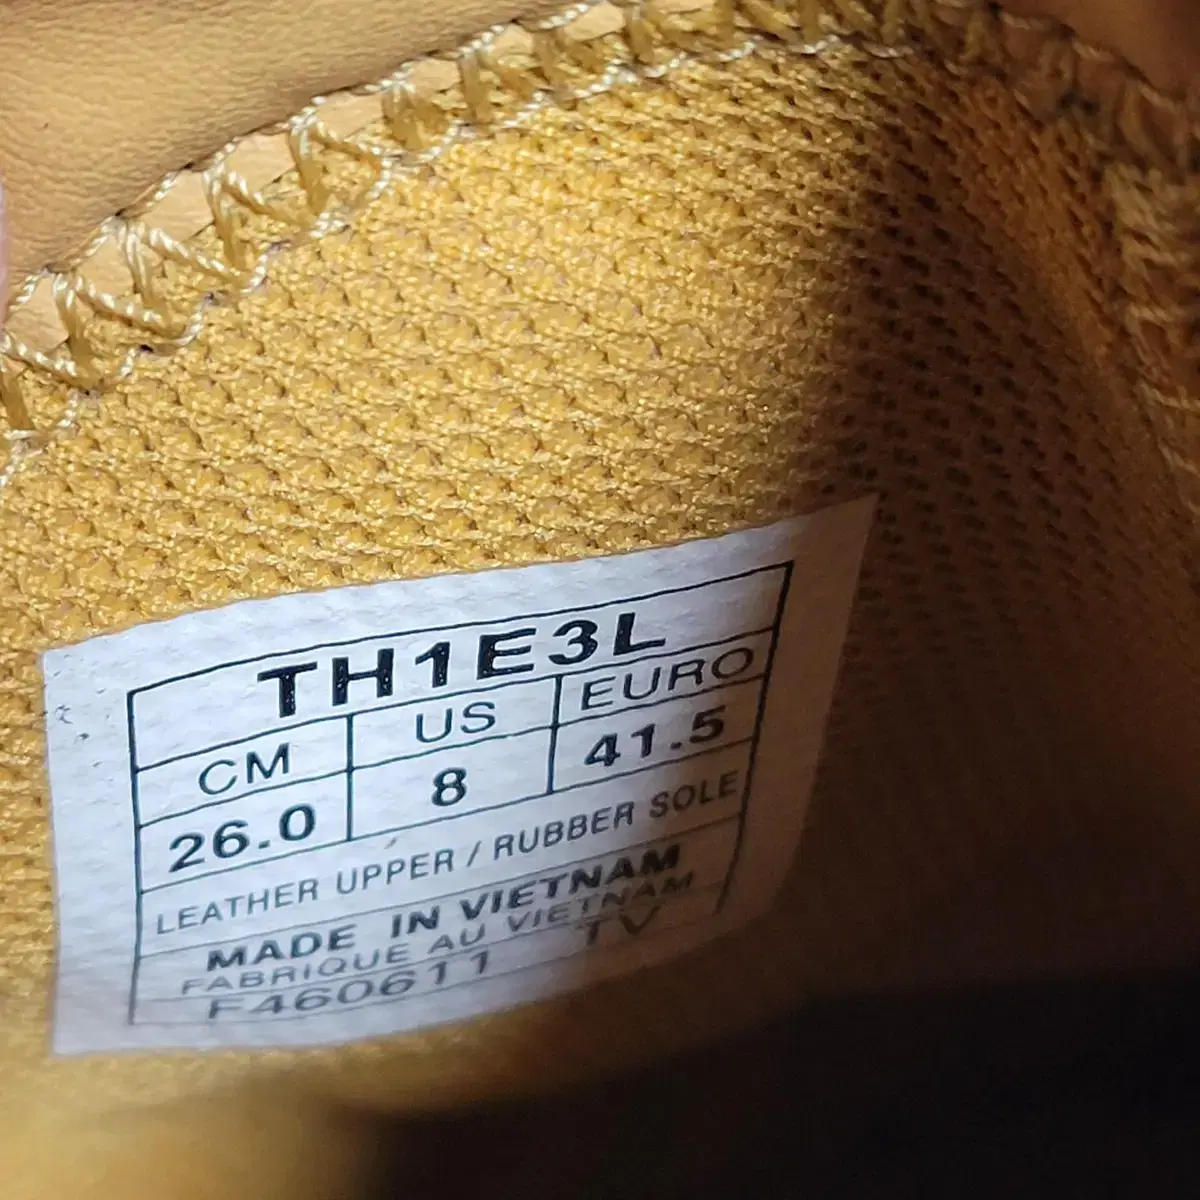 TH1E3L
CM US EURO
26.0 8 41.5
LEATHER UPPER / RUBBER SOLE
MADE IN VIETNAM
FABRIQUE AU VIETNAM
F460611 TV